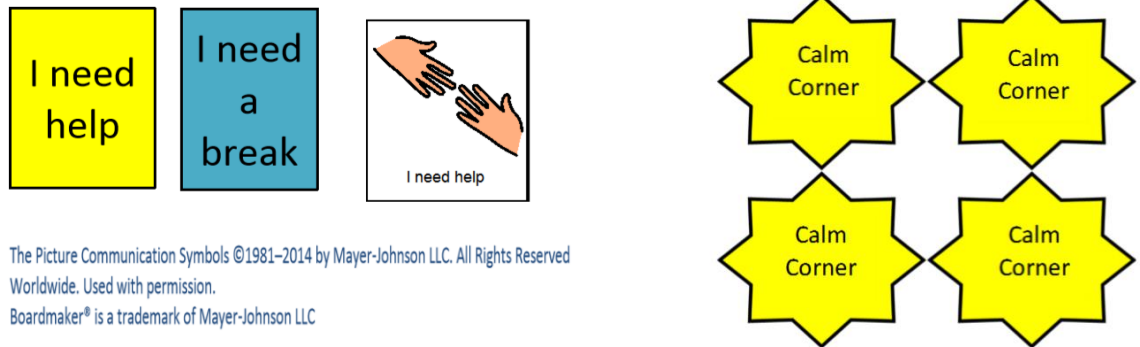 I need
help
I need
a
break
I need help
The Picture Communication Symbols ©1981–2014 by Mayer-Johnson LLC. All Rights Reserved
Worldwide. Used with permission.
Boardmaker® is a trademark of Mayer-Johnson LLC
Calm
Corner
Calm
Corner
Calm
Corner
Calm
Corner